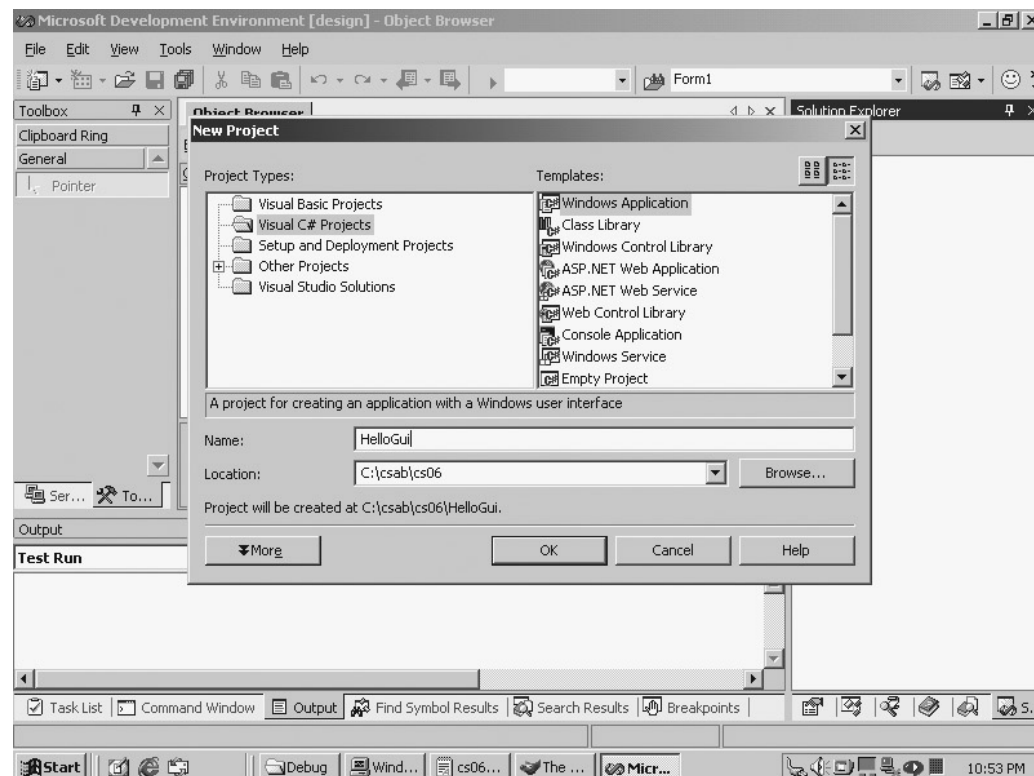 Microsoft Development Environment [design] - Object Browser
File Edit View Tools Window Help
Form1
Toolbox
Object Browser
Solution Explorer
Clipboard Ring
General
Pointer
New Project
Project Types:
Templates:
Visual Basic Projects
Visual C# Projects
Setup and Deployment Projects
Other Projects
Visual Studio Solutions
Windows Application
Class Library
Windows Control Library
ASP.NET Web Application
ASP.NET Web Service
Web Control Library
Console Application
Windows Service
Empty Project
A project for creating an application with a Windows user interface
Name:
HelloGui
Location:
C:\csab\cs06
Browse...
Project will be created at C:\csab\cs06\HelloGui.
More
OK
Cancel
Help
Ser... To...
Output
Test Run
Task List Command Window Output Find Symbol Results Search Results Breakpoints
S.
Start Debug Wind... cs06... The ... Micr... 10:53 PM